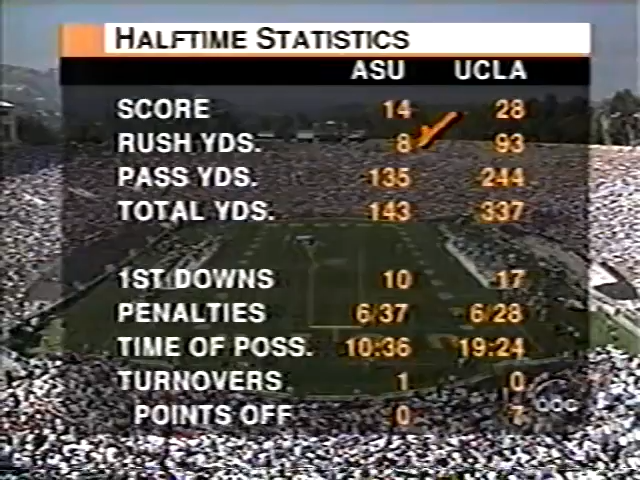 HALFTIME STATISTICS
ASU UCLA
SCORE 14 28
RUSH YDS. 8 93
PASS YDS. 135 244
TOTAL YDS. 143 337
1ST DOWNS 10 17
PENALTIES 6/37 6/28
TIME OF POSS. 10:36 19:24
TURNOVERS 1 0
POINTS OFF 0 7
abc